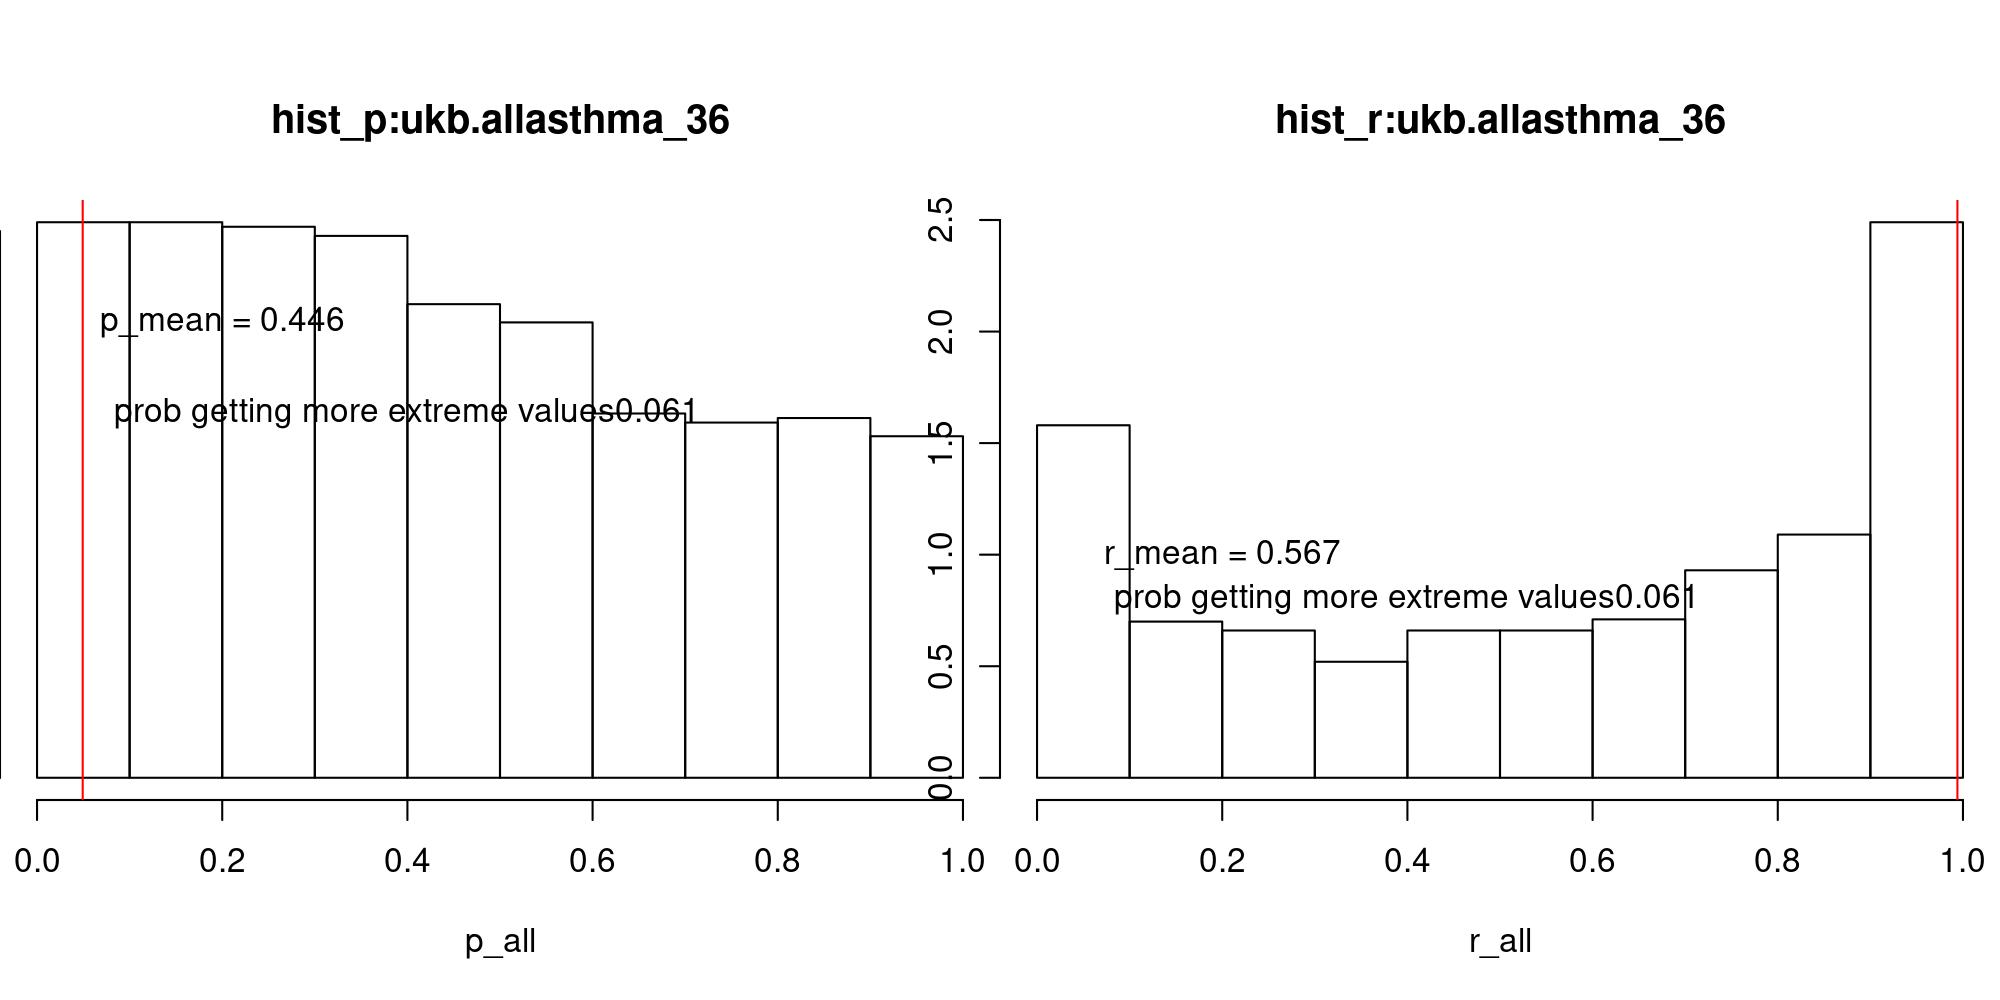 hist_p:ukb.allasthma_36
p_mean = 0.446
prob getting more extreme values0.061
0.0 0.2 0.4 0.6 0.8 1.0
p_all
hist_r:ukb.allasthma_36
2.5
2.0
1.5
1.0
0.5
0.0
r_mean = 0.567
prob getting more extreme values0.061
0.0 0.2 0.4 0.6 0.8 1.0
r_all